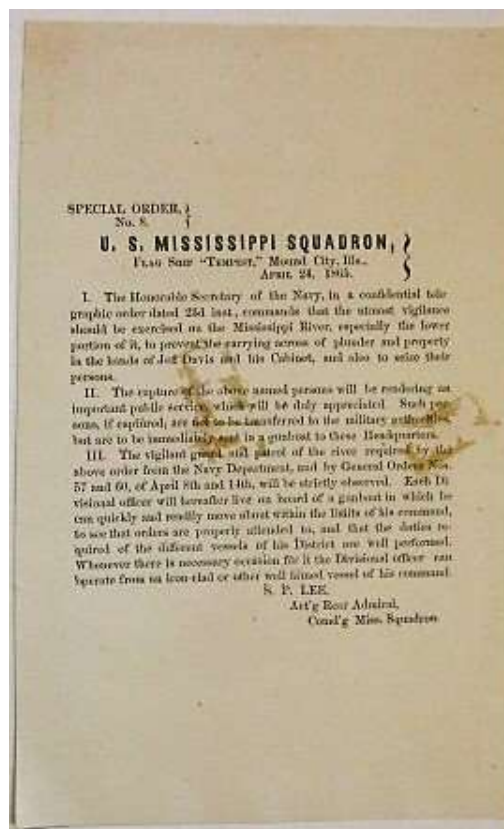 SPECIAL ORDER, }
No. 8. }
U. S. MISSISSIPPI SQUADRON, }
FLAG SHIP "TEMPEST," Mound City, Ills.,
APRIL 24, 1865.
I. The Honorable Secretary of the Navy, in a confidential tele
graphic order dated 23d inst., commands that the utmost vigilance
should be exercised on the Mississippi River, especially the lower
portion of it, to prevent the carrying across of plunder and property
in the hands of Jeff Davis and his Cabinet, and also to seize their
persons.
II. The capture of the above named persons will be rendering an
important public service, which will be duly appreciated. Such per-
sons, if captured, are not to be transferred to the military authorities,
but are to be immediately sent in a gunboat to these Headquarters.
III. The vigilant guard and patrol of the river required by the
above order from the Navy Department, and by General Orders Nos.
57 and 60, of April 8th and 14th, will be strictly observed. Each Di
visional officer will hereafter live on board of a gunboat in which he
can quickly and readily move about within the limits of his command,
to see that orders are properly attended to, and that the duties re-
quired of the different vessels of his District are well performed.
Whenever there is necessary occasion for it the Divisional officer can
operate from an iron-clad or other well armed vessel of his command.
S. P. LEE,
Act'g Rear Admiral,
Comd'g Miss. Squadron